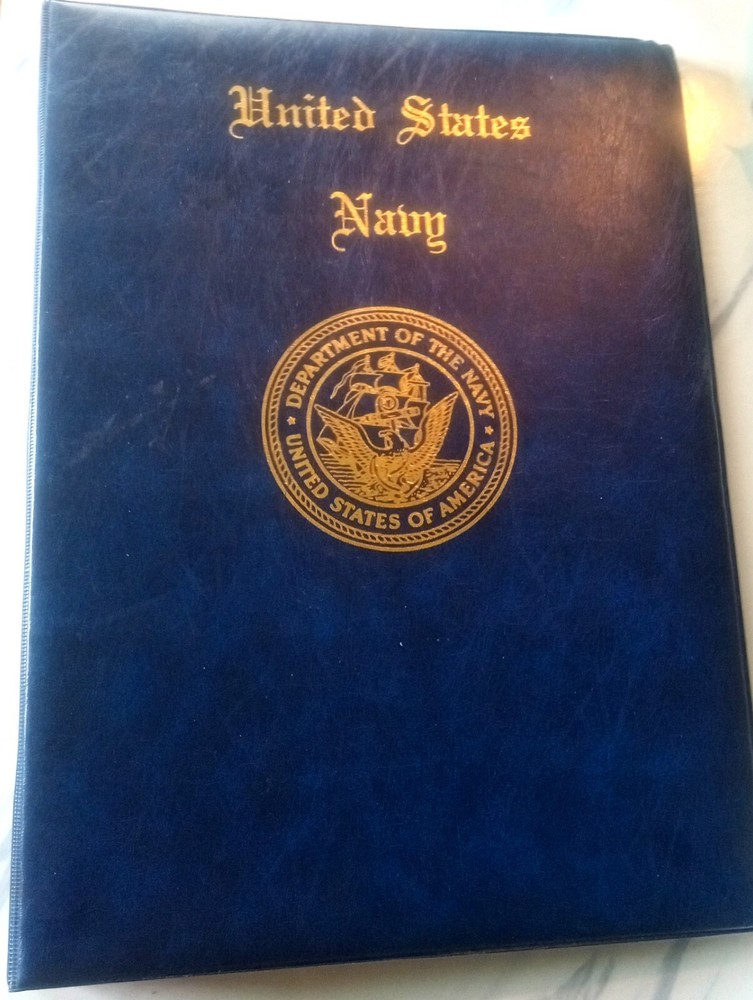 United States
Navy
DEPARTMENT OF THE NAVY
UNITED STATES OF AMERICA